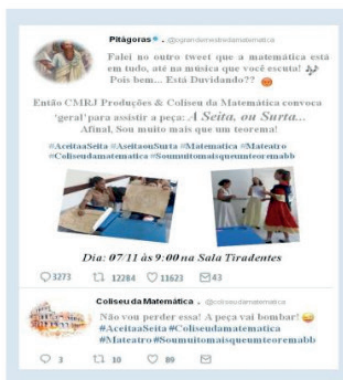 Pitágoras . @ograndemestredamatematica
Falei no outro tweet que a matemática está
em tudo, até na música que você escuta!
Pois bem... Está Duvidando??
Então CMRJ Produções & Coliseu da Matemática convoca
'geral' para assistir a peça: A Seita, ou Surta...
Afinal, Sou muito mais que um teorema!
#AceitaaSeita #AseitaouSurta #Matematica #Mateatro
#Coliseudamatematica #Soumuitomaisqueumteoremabb
Dia: 07/11 às 9:00 na Sala Tiradentes
3273 12284 11623 43
Coliseu da Matemática . @coliseudamatematica
Não vou perder essa! A peça vai bombar!
#AceitaaSeita #Coliseudamatematica
#Mateatro #Soumuitomaisqueumteoremabb
3 10 89